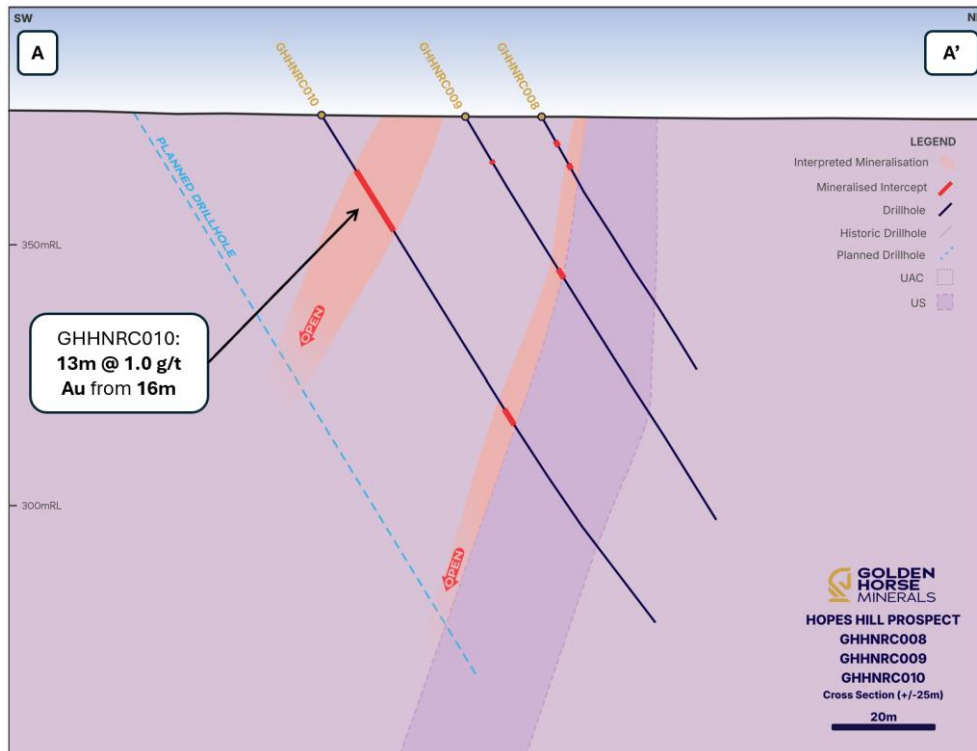 SW
A
A'
GHHNRC010
GHHNRC009
GHHNRC008
PLANNED DRILLHOLE
LEGEND
Interpreted Mineralisation
Mineralised Intercept
Drillhole
Historic Drillhole
Planned Drillhole
UAC
US
350mRL
OPEN
GHHNRC010:
13m @ 1.0 g/t
Au from 16m
300mRL
OPEN
GOLDEN
HORSE
MINERALS
HOPES HILL PROSPECT
GHHNRC008
GHHNRC009
GHHNRC010
Cross Section (+/-25m)
20m